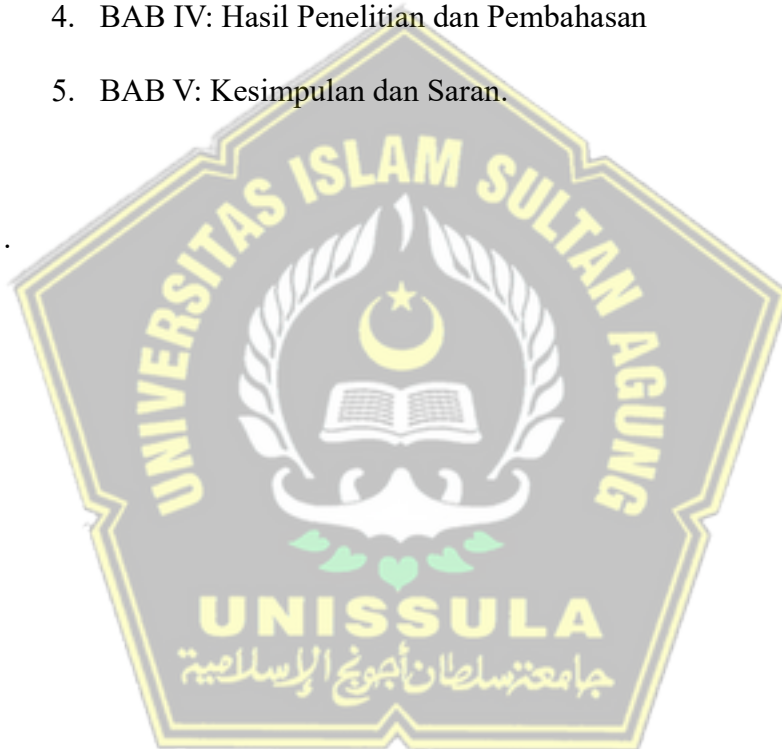 4. BAB IV: Hasil Penelitian dan Pembahasan
5. BAB V: Kesimpulan dan Saran.
.
UNIVERSITAS ISLAM SULTAN AGUNG
UNISSULA
جامعة سلطان أجونج الإسلامية